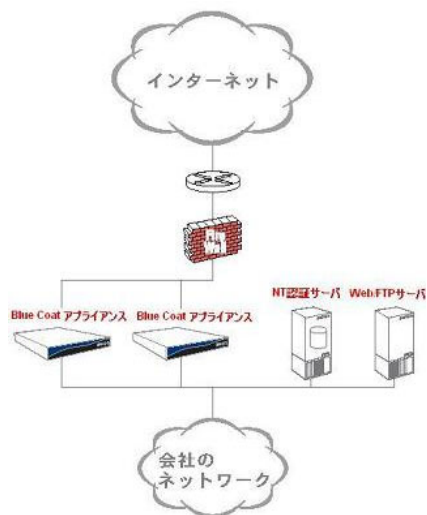 インターネット
Fire
Wall
Blue Coat アプライアンス
Blue Coat アプライアンス
NT認証サーバ
Web/FTPサーバ
会社の
ネットワーク